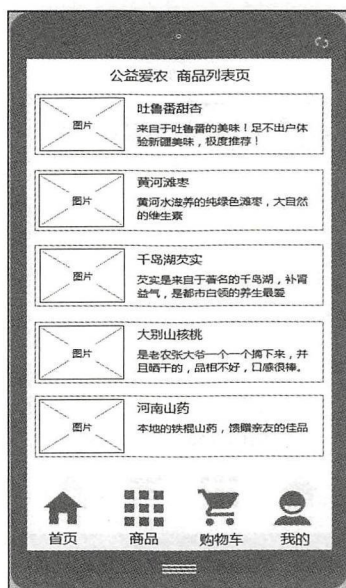 公益爱农 商品列表页
图片
吐鲁番甜杏
来自于吐鲁番的美味！足不出户体
验新疆美味，极度推荐！
图片
黄河滩枣
黄河水滋养的纯绿色滩枣，大自然
的维生素
图片
千岛湖芡实
芡实是来自于著名的千岛湖，补肾
益气，是都市白领的养生最爱
图片
大别山核桃
是老农张大爷一个一个摘下来，并
且晒干的，品相不好，口感很棒。
图片
河南山药
本地的铁棍山药，馈赠亲友的佳品
首页 商品 购物车 我的